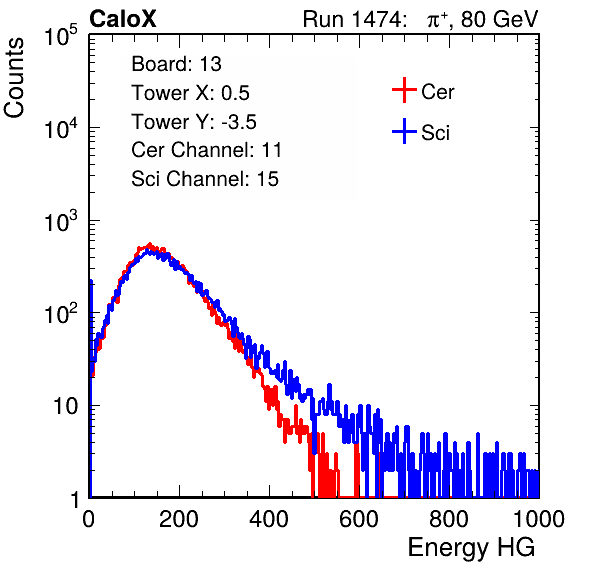 CaloX Run 1474: π⁺, 80 GeV
Counts
Board: 13
Tower X: 0.5
Tower Y: -3.5
Cer Channel: 11
Sci Channel: 15
Cer
Sci
10⁵
10⁴
10³
10²
10
1
0 200 400 600 800 1000
Energy HG